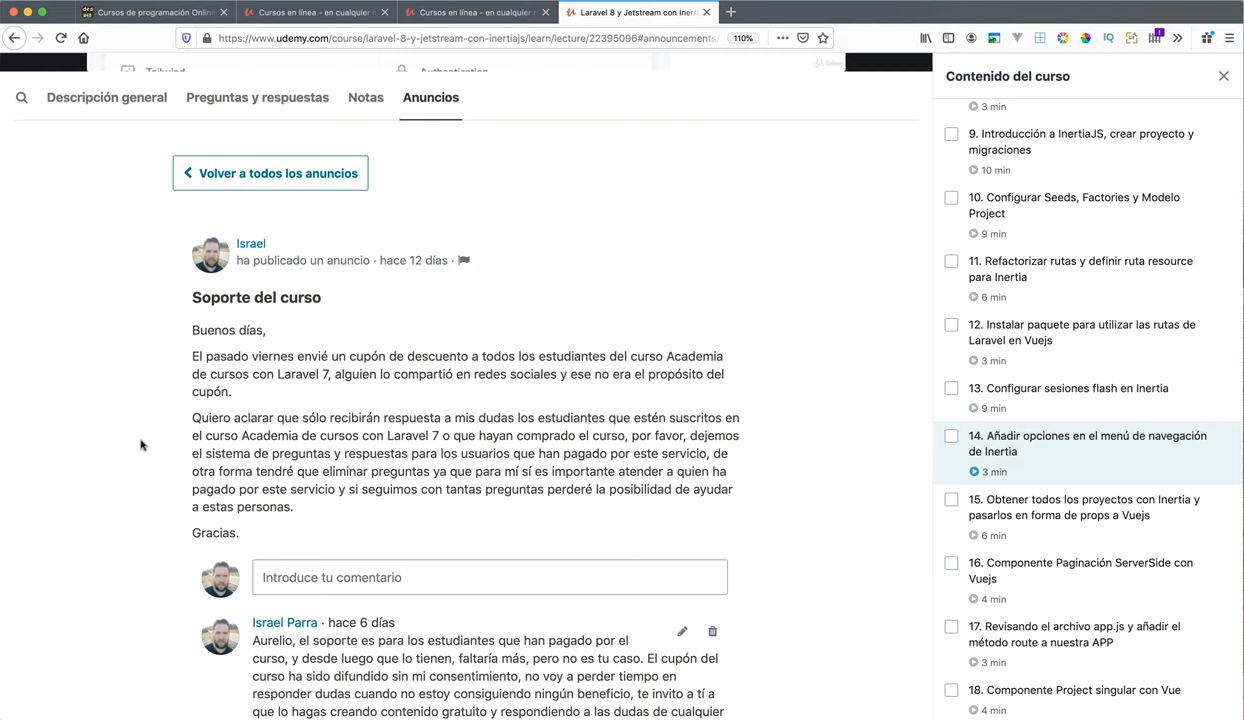 Cursos de programación Online
Cursos en línea - en cualquier
Cursos en línea - en cualquier
Laravel 8 y Jetstream con Inerti
https://www.udemy.com/course/laravel-8-y-jetstream-con-inertiajs/learn/lecture/22395096#announcements/
110%
IQ
Tailwind
Authentication
Descripción general
Preguntas y respuestas
Notas
Anuncios
Volver a todos los anuncios
Israel
ha publicado un anuncio · hace 12 días ·
Soporte del curso
Buenos días,
El pasado viernes envié un cupón de descuento a todos los estudiantes del curso Academia
de cursos con Laravel 7, alguien lo compartió en redes sociales y ese no era el propósito del
cupón.
Quiero aclarar que sólo recibirán respuesta a mis dudas los estudiantes que estén suscritos en
el curso Academia de cursos con Laravel 7 o que hayan comprado el curso, por favor, dejemos
el sistema de preguntas y respuestas para los usuarios que han pagado por este servicio, de
otra forma tendré que eliminar preguntas ya que para mí sí es importante atender a quien ha
pagado por este servicio y si seguimos con tantas preguntas perderé la posibilidad de ayudar
a estas personas.
Gracias.
Introduce tu comentario
Israel Parra · hace 6 días
Aurelio, el soporte es para los estudiantes que han pagado por el
curso, y desde luego que lo tienen, faltaría más, pero no es tu caso. El cupón del
curso ha sido difundido sin mi consentimiento, no voy a perder tiempo en
responder dudas cuando no estoy consiguiendo ningún beneficio, te invito a tí a
que lo hagas creando contenido gratuito y respondiendo a las dudas de cualquier
Contenido del curso
3 min
9. Introducción a InertiaJS, crear proyecto y
migraciones
10 min
10. Configurar Seeds, Factories y Modelo
Project
9 min
11. Refactorizar rutas y definir ruta resource
para Inertia
6 min
12. Instalar paquete para utilizar las rutas de
Laravel en Vuejs
3 min
13. Configurar sesiones flash en Inertia
9 min
14. Añadir opciones en el menú de navegación
de Inertia
3 min
15. Obtener todos los proyectos con Inertia y
pasarlos en forma de props a Vuejs
6 min
16. Componente Paginación ServerSide con
Vuejs
4 min
17. Revisando el archivo app.js y añadir el
método route a nuestra APP
3 min
18. Componente Project singular con Vue
4 min